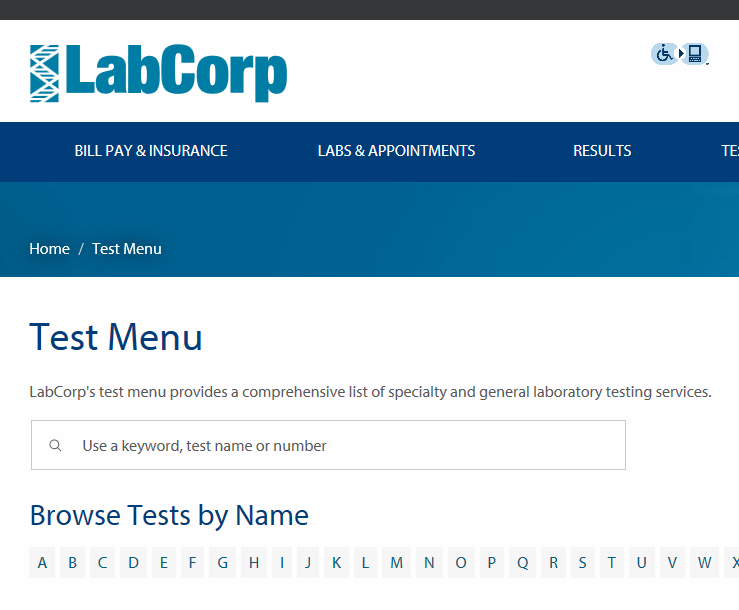 LabCorp
BILL PAY & INSURANCE LABS & APPOINTMENTS RESULTS
Home / Test Menu
Test Menu
LabCorp's test menu provides a comprehensive list of specialty and general laboratory testing services.
Use a keyword, test name or number
Browse Tests by Name
A B C D E F G H I J K L M N O P Q R S T U V W X